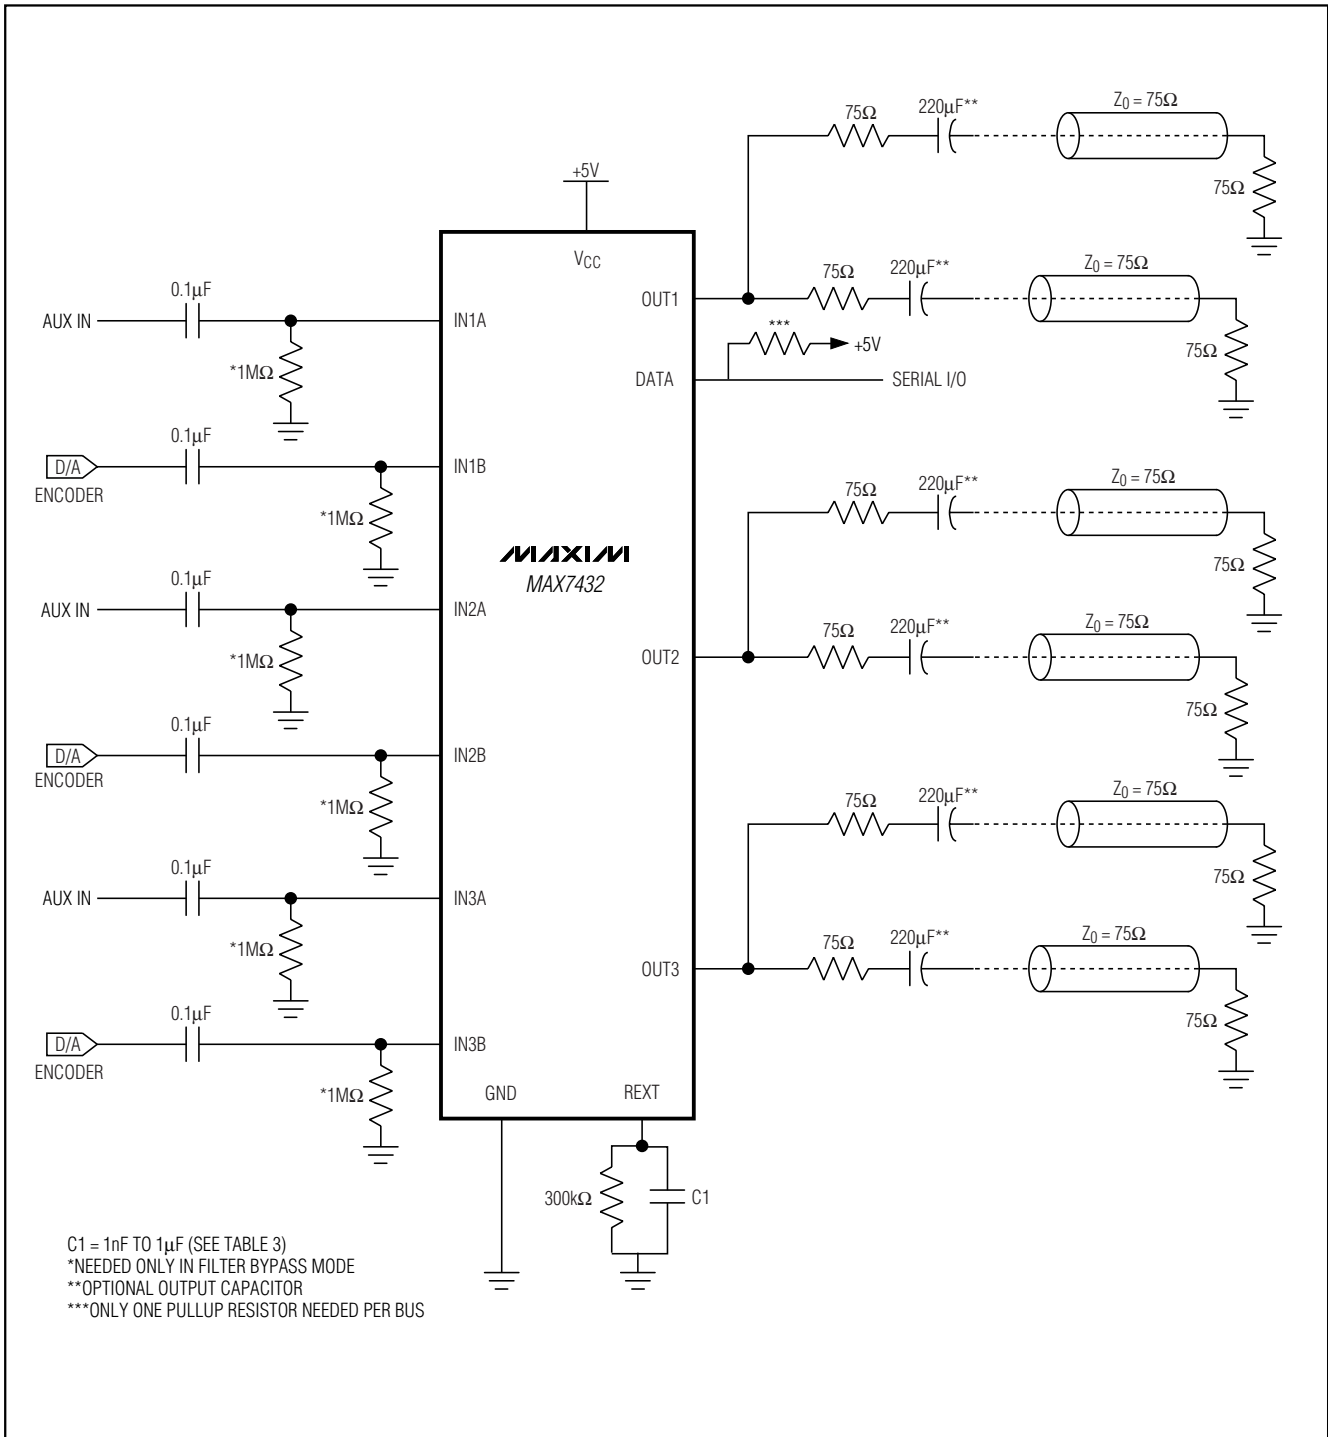 +5V
VCC
0.1µF
AUX IN
*1MΩ
IN1A
0.1µF
D/A
ENCODER
*1MΩ
IN1B
0.1µF
AUX IN
*1MΩ
IN2A
0.1µF
D/A
ENCODER
*1MΩ
IN2B
0.1µF
AUX IN
*1MΩ
IN3A
0.1µF
D/A
ENCODER
*1MΩ
IN3B
MAXIM
MAX7432
GND
REXT
300kΩ
C1
75Ω
220µF**
Z0 = 75Ω
75Ω
OUT1
75Ω
220µF**
Z0 = 75Ω
75Ω
***
+5V
DATA
SERIAL I/O
75Ω
220µF**
Z0 = 75Ω
75Ω
OUT2
75Ω
220µF**
Z0 = 75Ω
75Ω
75Ω
220µF**
Z0 = 75Ω
75Ω
OUT3
75Ω
220µF**
Z0 = 75Ω
75Ω
C1 = 1nF TO 1µF (SEE TABLE 3)
*NEEDED ONLY IN FILTER BYPASS MODE
**OPTIONAL OUTPUT CAPACITOR
***ONLY ONE PULLUP RESISTOR NEEDED PER BUS